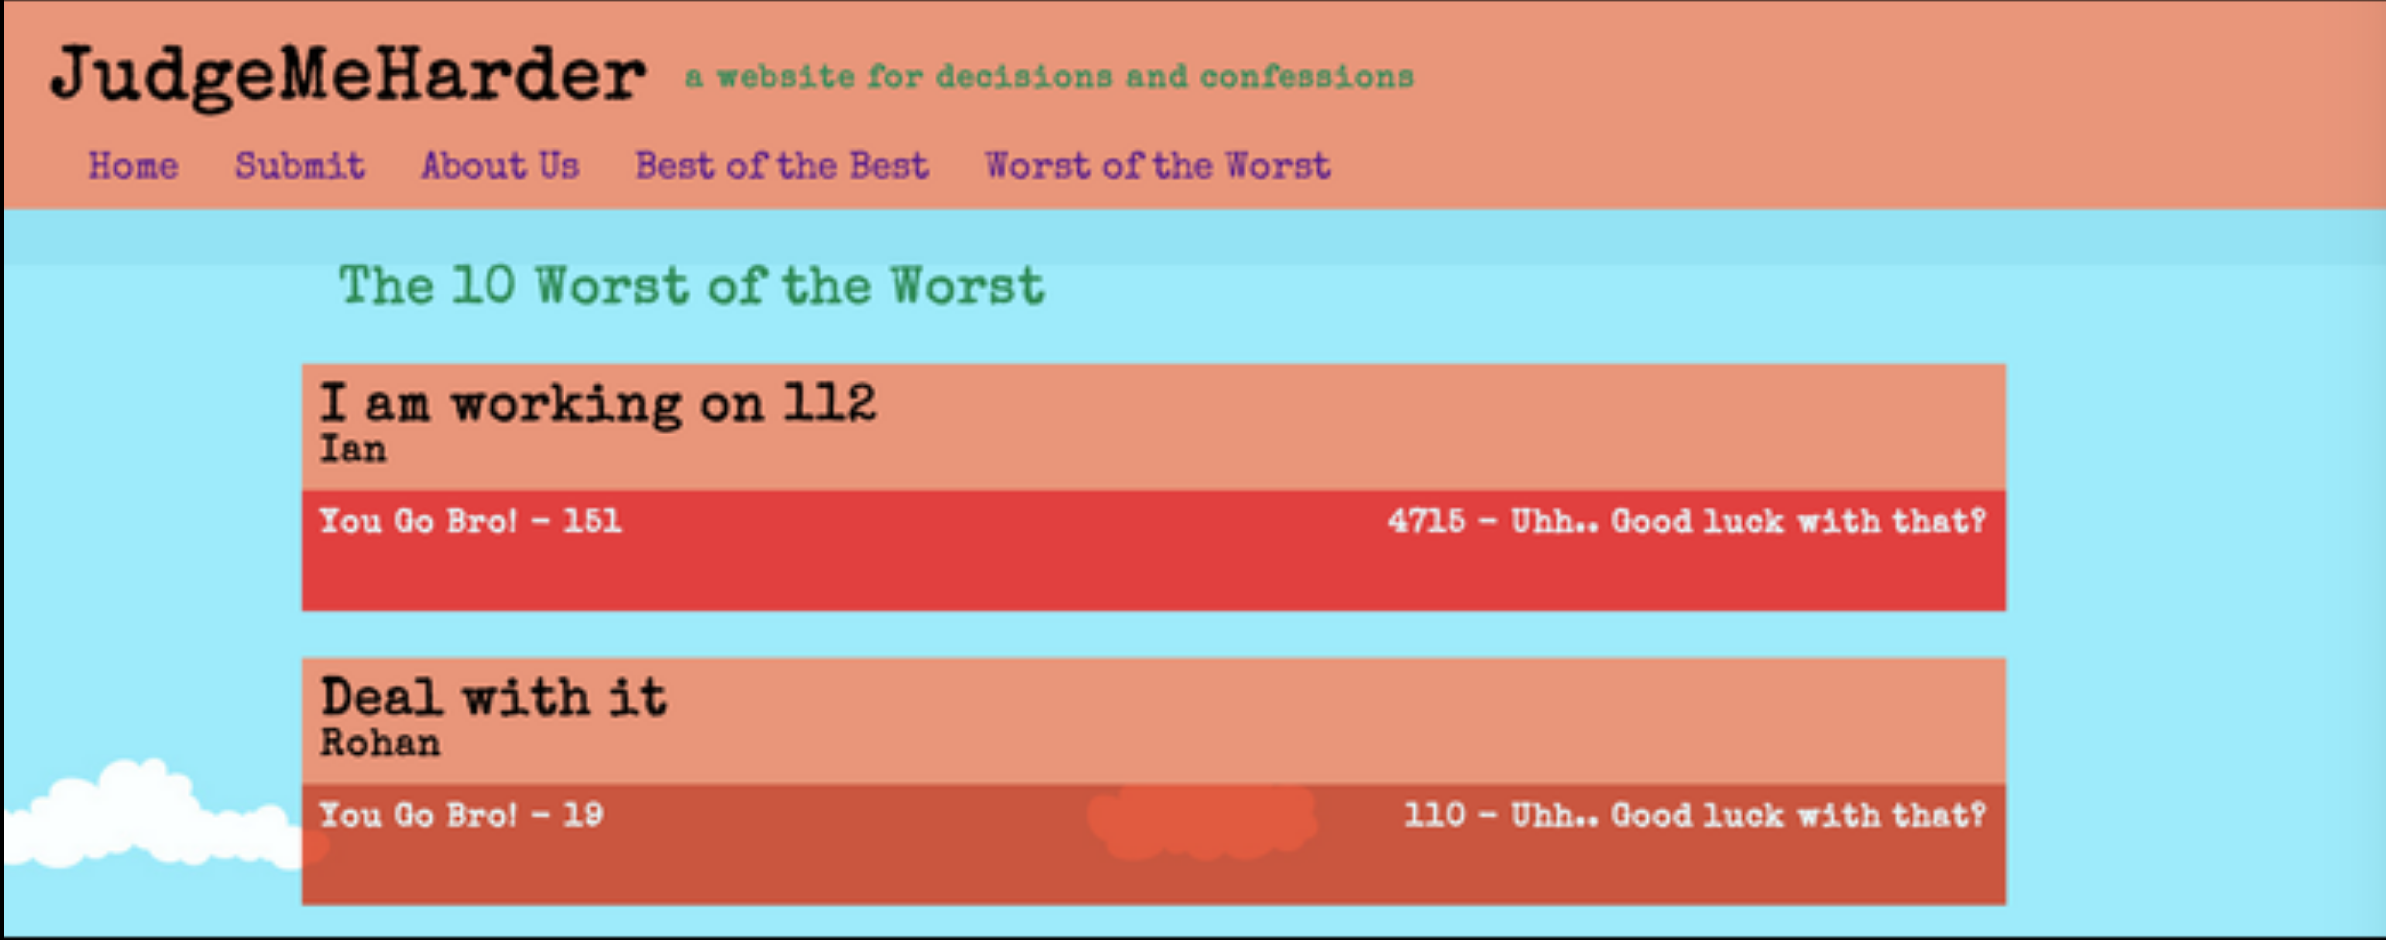 JudgeMeHarder a website for decisions and confessions
Home Submit About Us Best of the Best Worst of the Worst
The 10 Worst of the Worst
I am working on 112
Ian
You Go Bro! - 151 4715 - Uhh.. Good luck with that?
Deal with it
Rohan
You Go Bro! - 19 110 - Uhh.. Good luck with that?